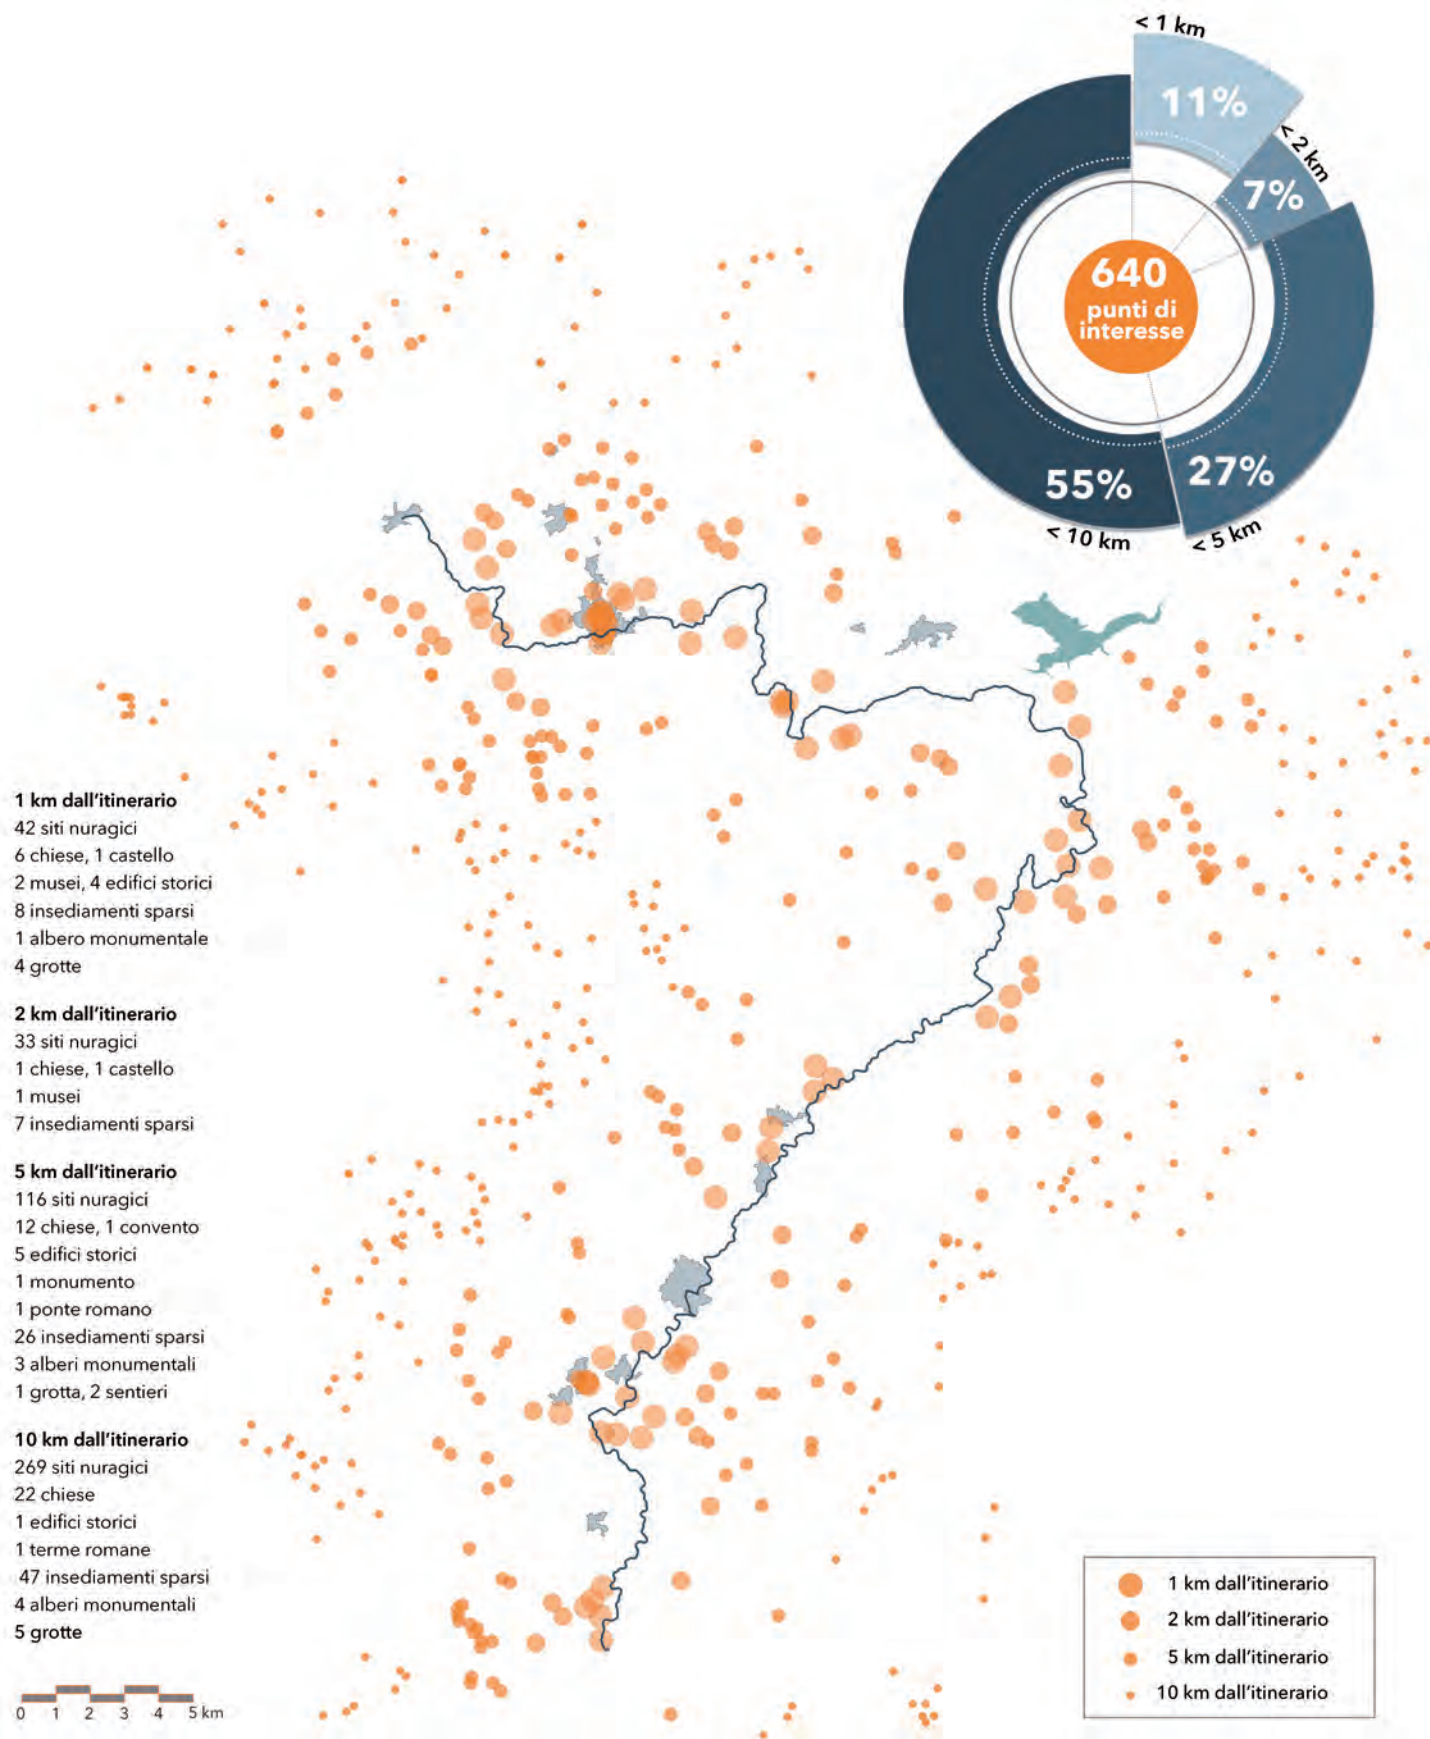 < 1 km
11%
< 2 km
7%
640
punti di
interesse
55%
27%
< 10 km
< 5 km
1 km dall'itinerario
42 siti nuragici
6 chiese, 1 castello
2 musei, 4 edifici storici
8 insediamenti sparsi
1 albero monumentale
4 grotte
2 km dall'itinerario
33 siti nuragici
1 chiese, 1 castello
1 musei
7 insediamenti sparsi
5 km dall'itinerario
116 siti nuragici
12 chiese, 1 convento
5 edifici storici
1 monumento
1 ponte romano
26 insediamenti sparsi
3 alberi monumentali
1 grotta, 2 sentieri
10 km dall'itinerario
269 siti nuragici
22 chiese
1 edifici storici
1 terme romane
47 insediamenti sparsi
4 alberi monumentali
5 grotte
0 1 2 3 4 5 km
1 km dall'itinerario
2 km dall'itinerario
5 km dall'itinerario
10 km dall'itinerario